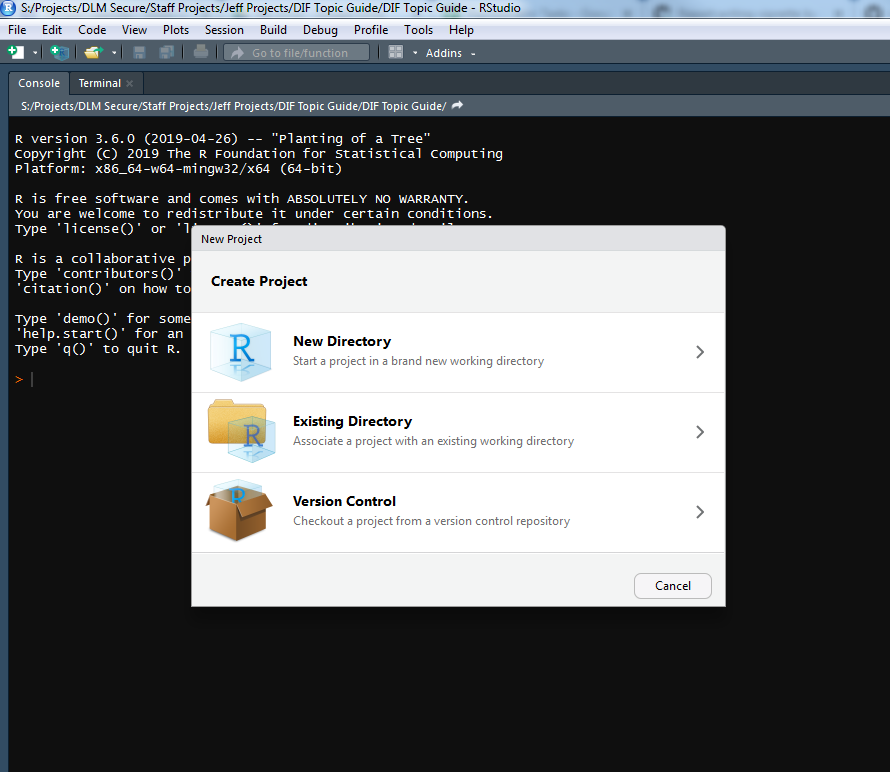 S:/Projects/DLM Secure/Staff Projects/Jeff Projects/DIF Topic Guide/DIF Topic Guide - RStudio
File Edit Code View Plots Session Build Debug Profile Tools Help
Go to file/function Addins
Console Terminal
S:/Projects/DLM Secure/Staff Projects/Jeff Projects/DIF Topic Guide/DIF Topic Guide/
R version 3.6.0 (2019-04-26) -- "Planting of a Tree"
Copyright (C) 2019 The R Foundation for Statistical Computing
Platform: x86_64-w64-mingw32/x64 (64-bit)
R is free software and comes with ABSOLUTELY NO WARRANTY.
You are welcome to redistribute it under certain conditions.
Type 'license()' or
R is a collaborative p
Type 'contributors()'
'citation()' on how to
Type 'demo()' for some
'help.start()' for an
Type 'q()' to quit R.
>
New Project
Create Project
New Directory
Start a project in a brand new working directory
Existing Directory
Associate a project with an existing working directory
Version Control
Checkout a project from a version control repository
Cancel